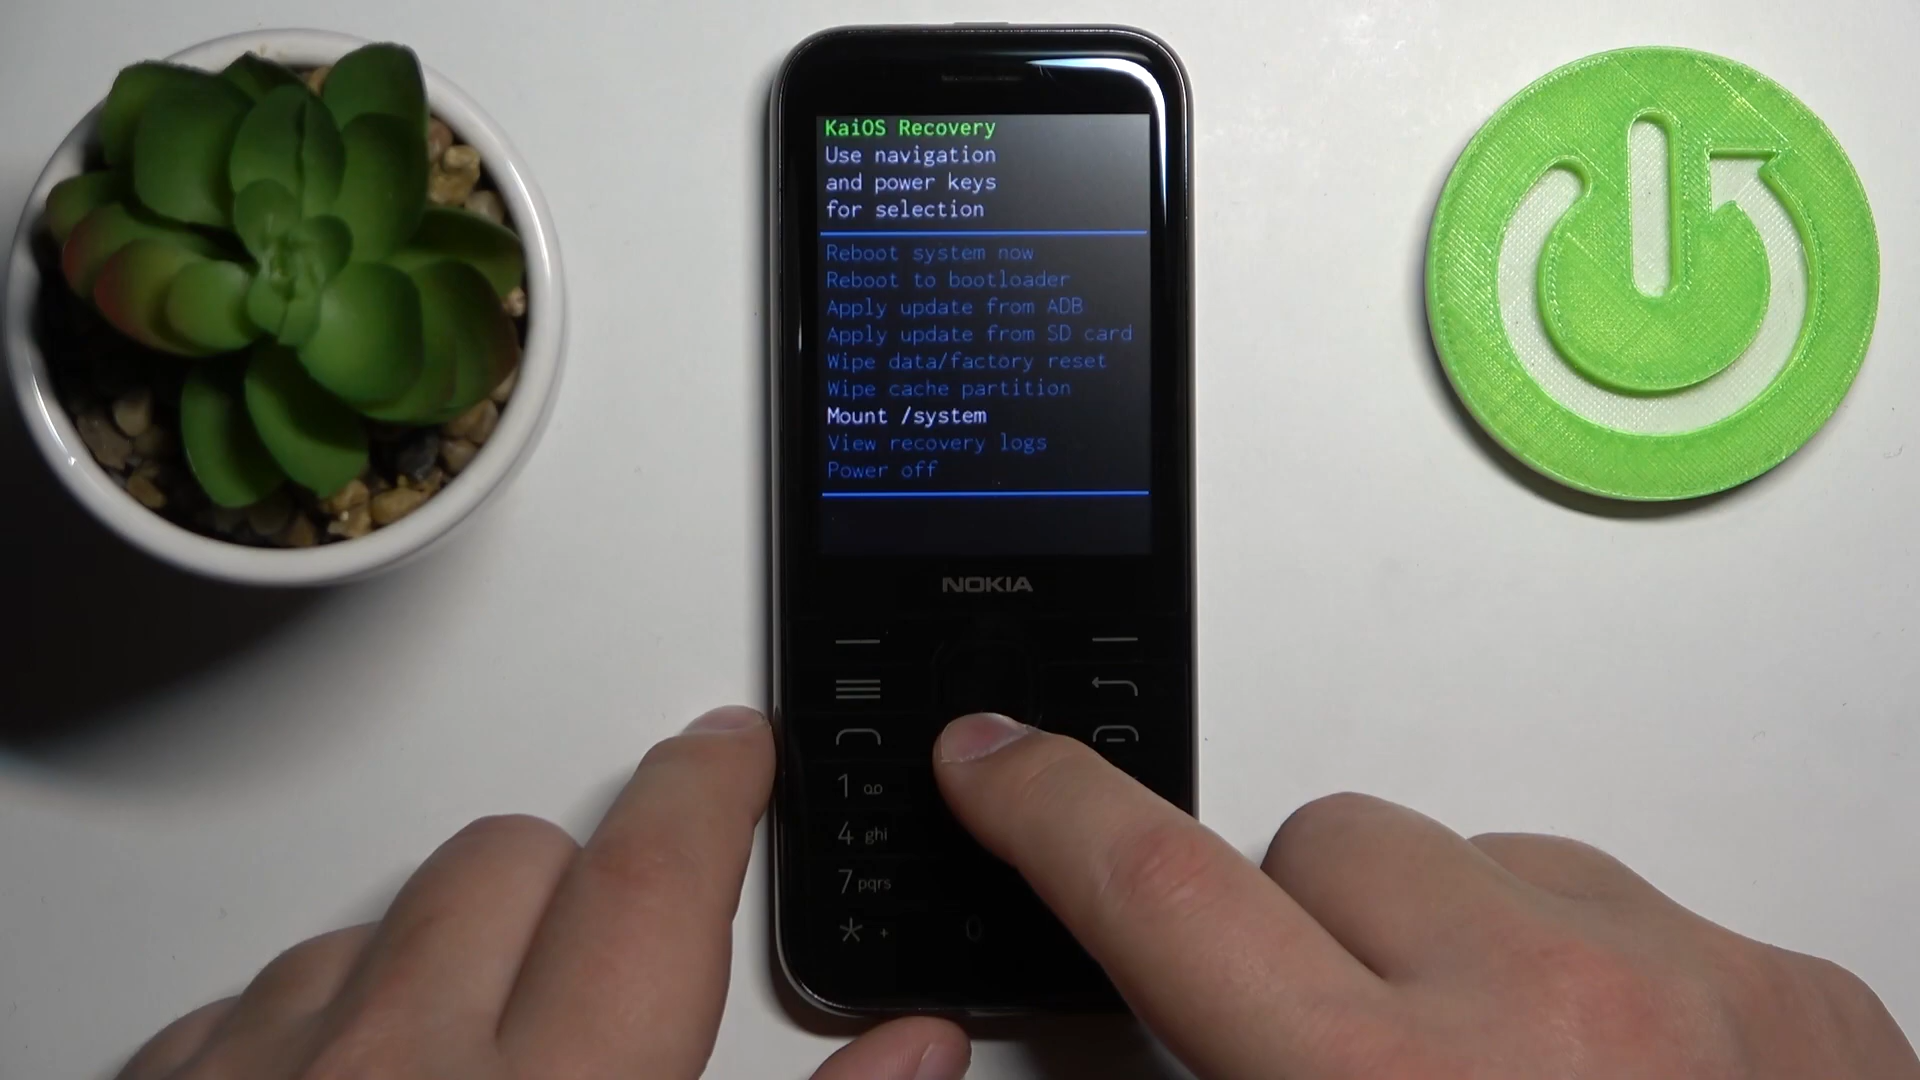 KaiOS Recovery
Use navigation
and power keys
for selection
Reboot system now
Reboot to bootloader
Apply update from ADB
Apply update from SD card
Wipe data/factory reset
Wipe cache partition
Mount /system
View recovery logs
Power off
NOKIA
1
4 ghi
7 pqrs
* +
0